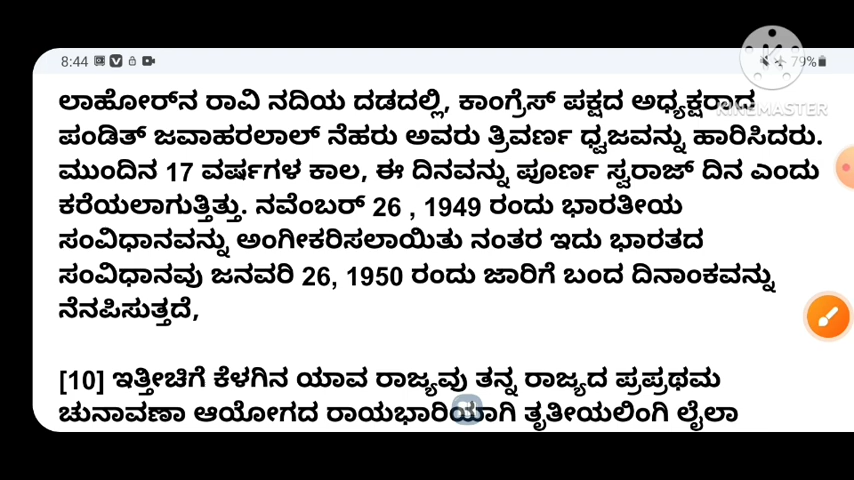 8:44
79%
KINEMASTER
ಲಾಹೋರ್‌ನ ರಾವಿ ನದಿಯ ದಡದಲ್ಲಿ, ಕಾಂಗ್ರೆಸ್ ಪಕ್ಷದ ಅಧ್ಯಕ್ಷರಾದ
ಪಂಡಿತ್ ಜವಾಹರಲಾಲ್ ನೆಹರು ಅವರು ತ್ರಿವರ್ಣ ಧ್ವಜವನ್ನು ಹಾರಿಸಿದರು.
ಮುಂದಿನ 17 ವರ್ಷಗಳ ಕಾಲ, ಈ ದಿನವನ್ನು ಪೂರ್ಣ ಸ್ವರಾಜ್ ದಿನ ಎಂದು
ಕರೆಯಲಾಗುತ್ತಿತ್ತು. ನವೆಂಬರ್ 26 , 1949 ರಂದು ಭಾರತೀಯ
ಸಂವಿಧಾನವನ್ನು ಅಂಗೀಕರಿಸಲಾಯಿತು ನಂತರ ಇದು ಭಾರತದ
ಸಂವಿಧಾನವು ಜನವರಿ 26, 1950 ರಂದು ಜಾರಿಗೆ ಬಂದ ದಿನಾಂಕವನ್ನು
ನೆನಪಿಸುತ್ತದೆ,
[10] ಇತ್ತೀಚಿಗೆ ಕೆಳಗಿನ ಯಾವ ರಾಜ್ಯವು ತನ್ನ ರಾಜ್ಯದ ಪ್ರಪ್ರಥಮ
ಚುನಾವಣಾ ಆಯೋಗದ ರಾಯಭಾರಿಯಾಗಿ ತೃತೀಯಲಿಂಗಿ ಲೈಲಾ